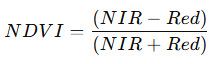 NDVI = (NIR − Red) / (NIR + Red)